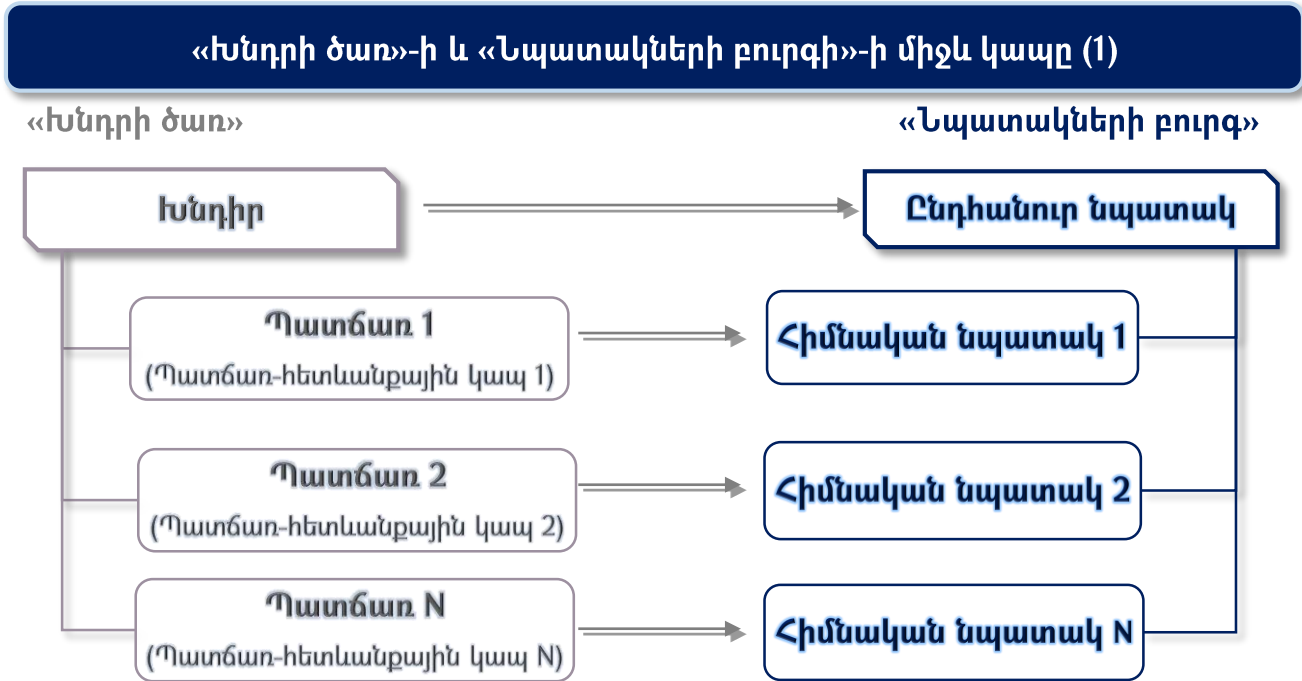 «Խնդրի ծառ»-ի և «Նպատակների բուրգի»-ի միջև կապը (1)
«Խնդրի ծառ»
«Նպատակների բուրգ»
Խնդիր
Ընդհանուր նպատակ
Պատճառ 1
(Պատճառ-հետևանքային կապ 1)
Հիմնական նպատակ 1
Պատճառ 2
(Պատճառ-հետևանքային կապ 2)
Հիմնական նպատակ 2
Պատճառ N
(Պատճառ-հետևանքային կապ N)
Հիմնական նպատակ N